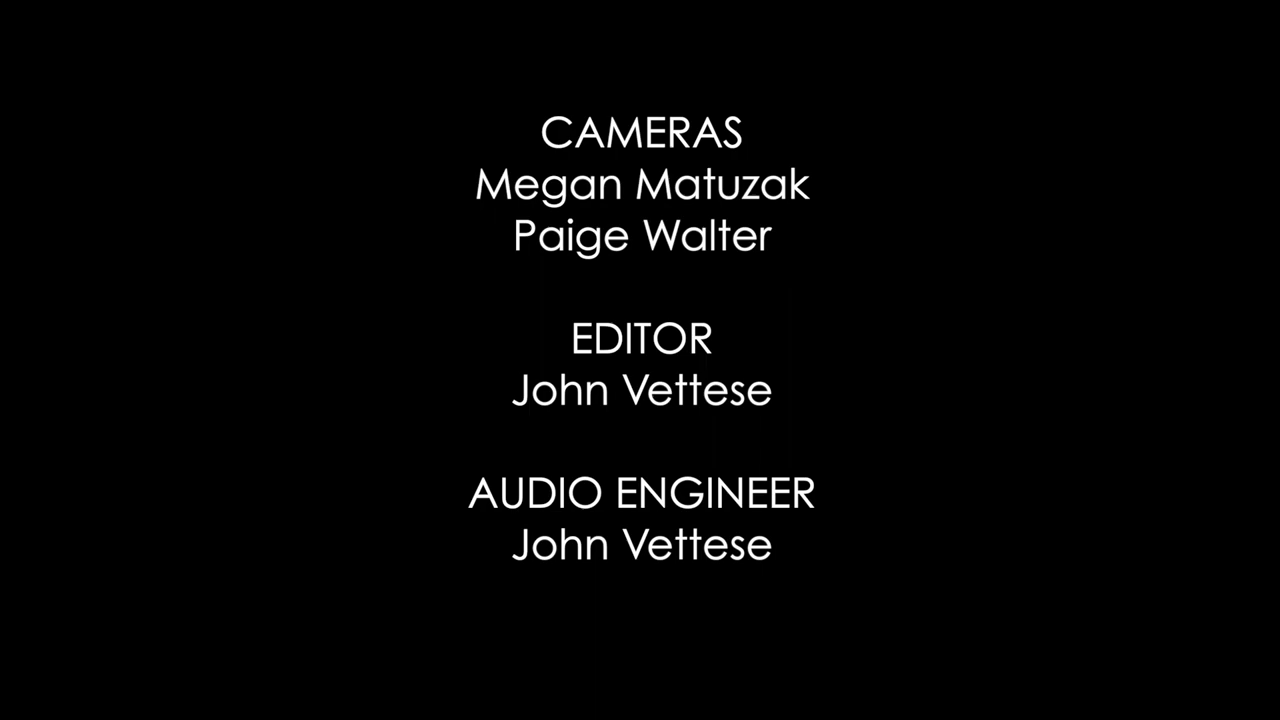 CAMERAS
Megan Matuzak
Paige Walter
EDITOR
John Vettese
AUDIO ENGINEER
John Vettese